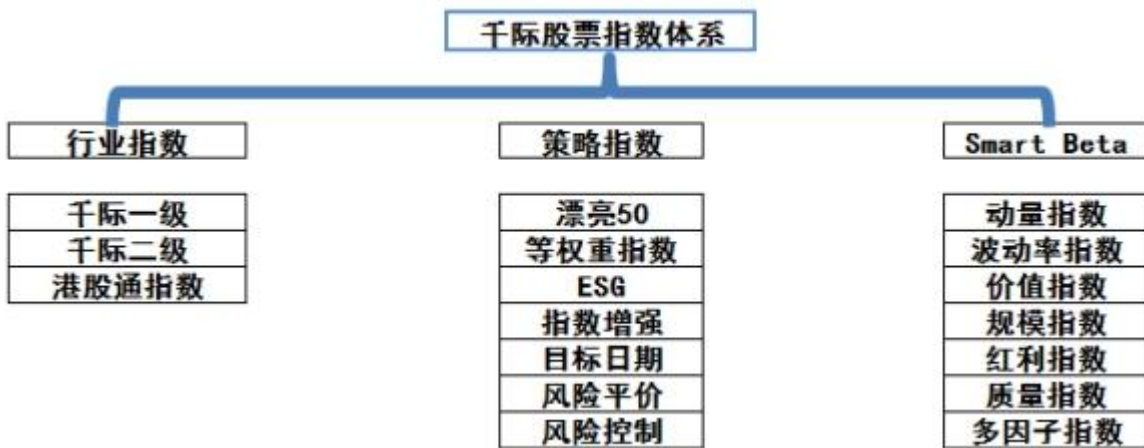 千际股票指数体系
行业指数
千际一级
千际二级
港股通指数
策略指数
漂亮50
等权重指数
ESG
指数增强
目标日期
风险平价
风险控制
Smart Beta
动量指数
波动率指数
价值指数
规模指数
红利指数
质量指数
多因子指数